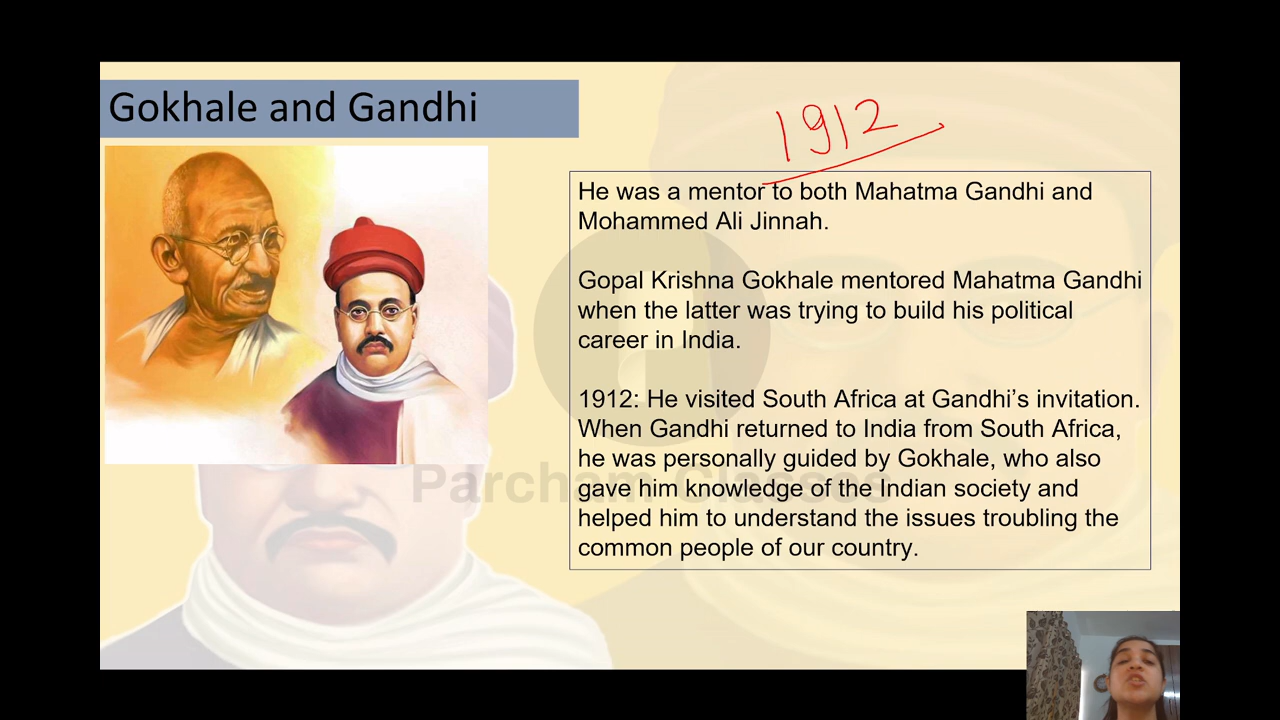 Gokhale and Gandhi
1912
He was a mentor to both Mahatma Gandhi and
Mohammed Ali Jinnah.
Gopal Krishna Gokhale mentored Mahatma Gandhi
when the latter was trying to build his political
career in India.
1912: He visited South Africa at Gandhi’s invitation.
When Gandhi returned to India from South Africa,
he was personally guided by Gokhale, who also
gave him knowledge of the Indian society and
helped him to understand the issues troubling the
common people of our country.
Parcham Classes